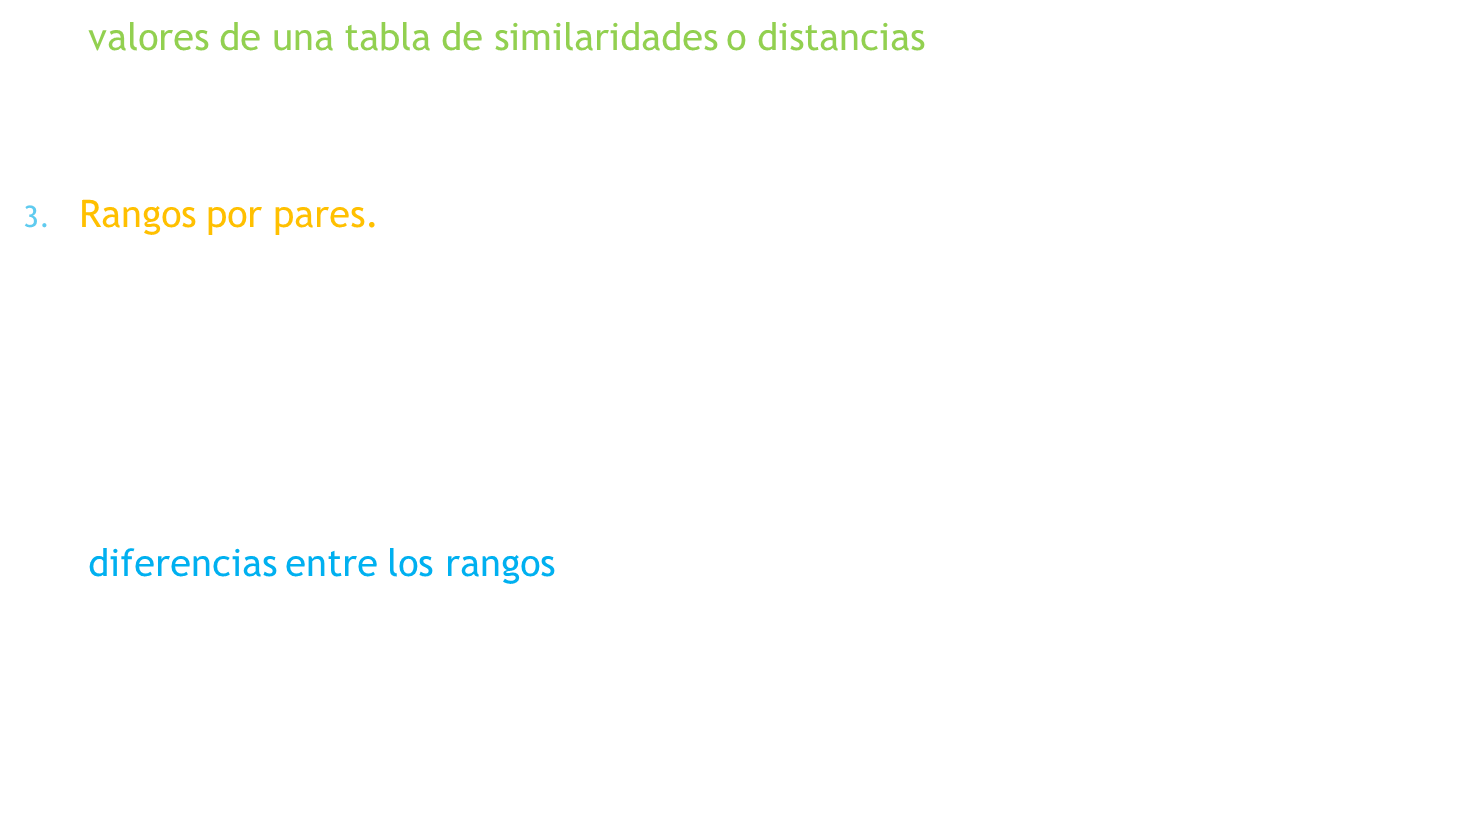 valores de una tabla de similaridades o distancias
3. Rangos por pares.
diferencias entre los rangos